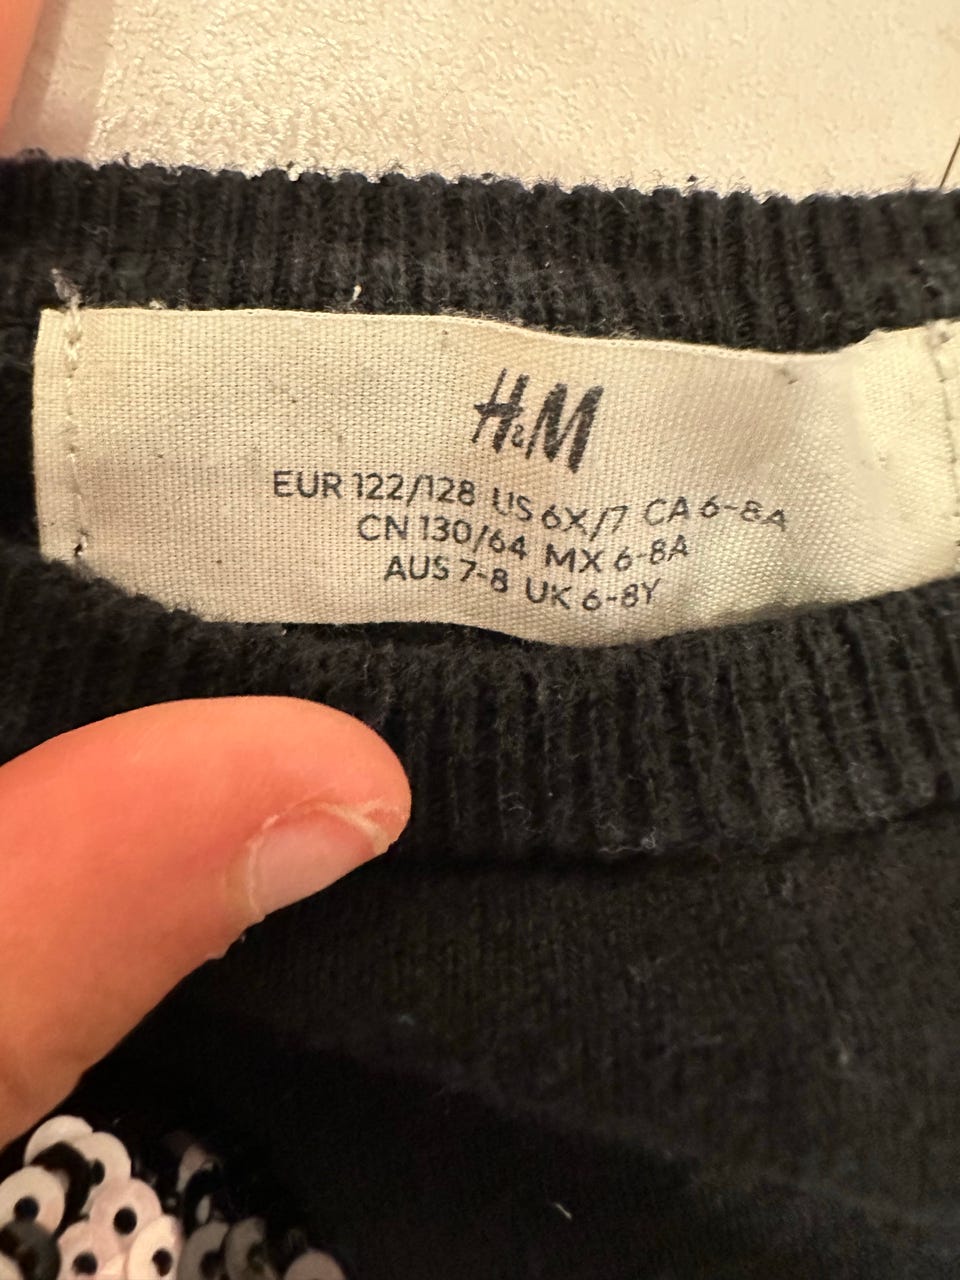 H&M
EUR 122/128 US 6X/7 CA 6-8A
CN 130/64 MX 6-8A
AUS 7-8 UK 6-8Y